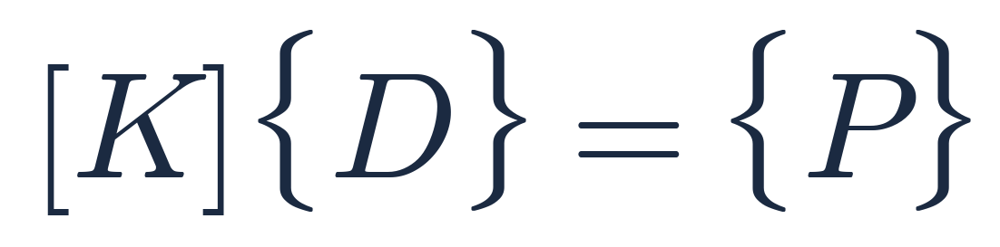 [K]{D} = {P}